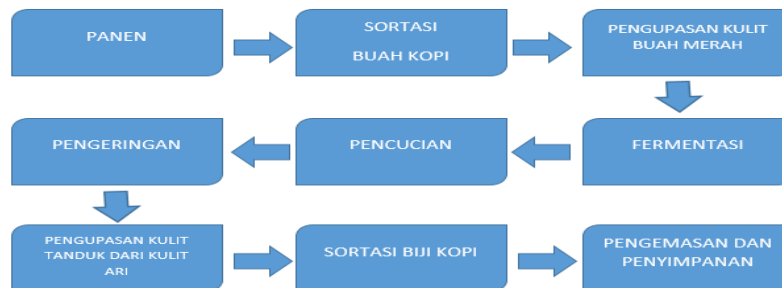 PANEN
SORTASI
BUAH KOPI
PENGUPASAN KULIT
BUAH MERAH
FERMENTASI
PENCUCIAN
PENGERINGAN
PENGUPASAN KULIT
TANDUK DARI KULIT
ARI
SORTASI BIJI KOPI
PENGEMASAN DAN
PENYIMPANAN